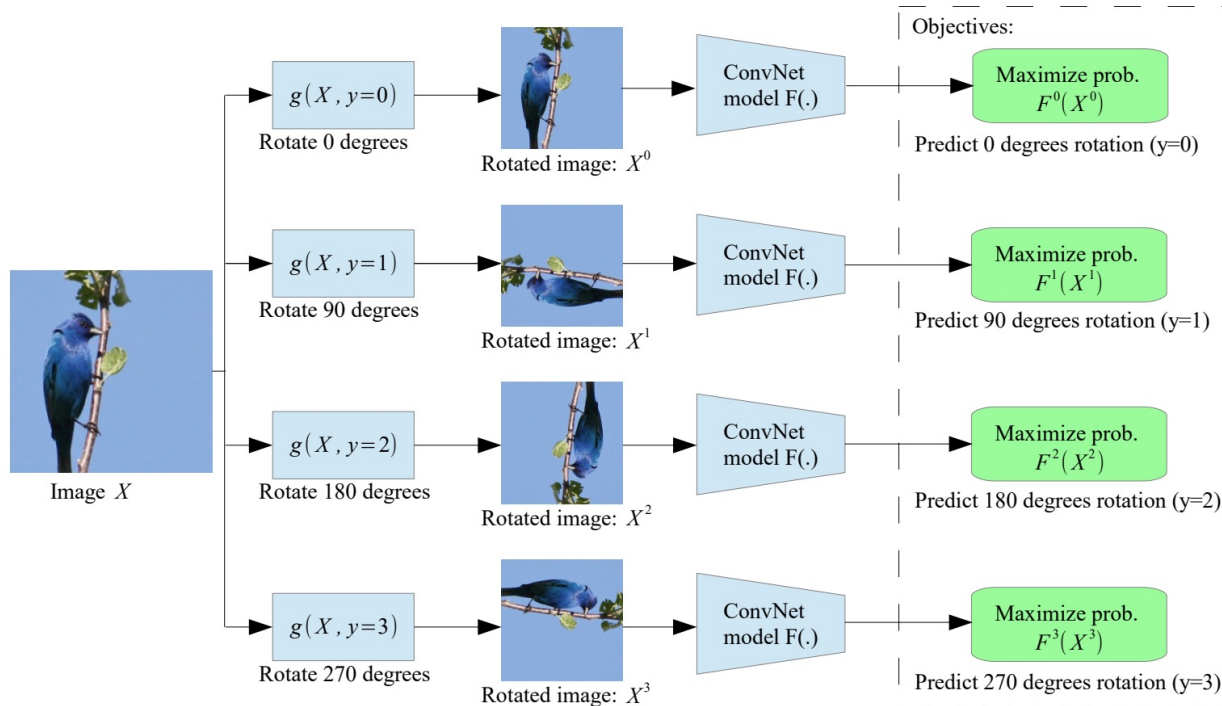 Objectives:
g(X, y=0)
Rotate 0 degrees
Rotated image: X⁰
ConvNet
model F(.)
Maximize prob.
F⁰(X⁰)
Predict 0 degrees rotation (y=0)
g(X, y=1)
Rotate 90 degrees
Rotated image: X¹
ConvNet
model F(.)
Maximize prob.
F¹(X¹)
Predict 90 degrees rotation (y=1)
Image X
g(X, y=2)
Rotate 180 degrees
Rotated image: X²
ConvNet
model F(.)
Maximize prob.
F²(X²)
Predict 180 degrees rotation (y=2)
g(X, y=3)
Rotate 270 degrees
Rotated image: X³
ConvNet
model F(.)
Maximize prob.
F³(X³)
Predict 270 degrees rotation (y=3)